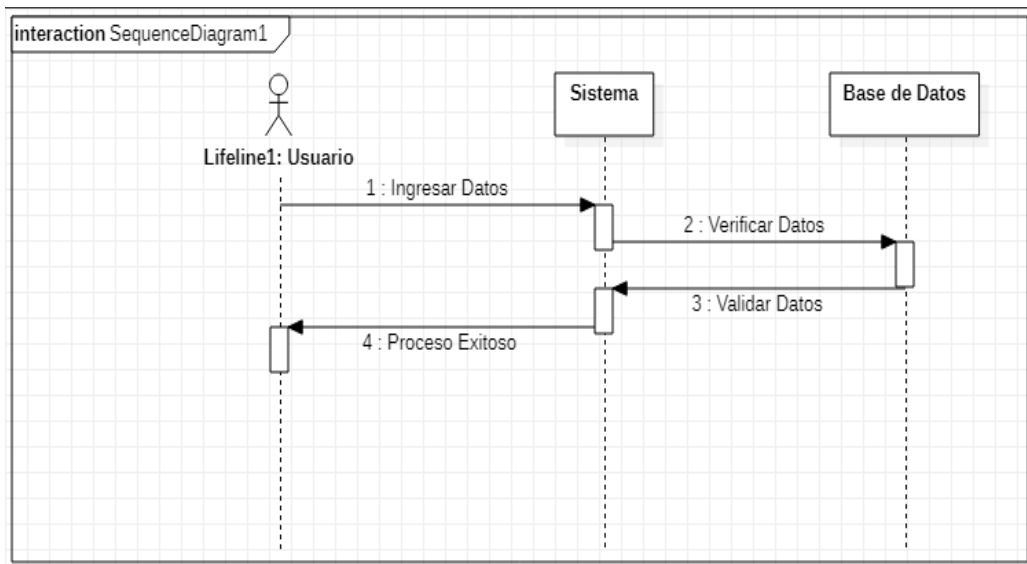 interaction SequenceDiagram1
Sistema
Base de Datos
Lifeline1: Usuario
1 : Ingresar Datos
2 : Verificar Datos
3 : Validar Datos
4 : Proceso Exitoso